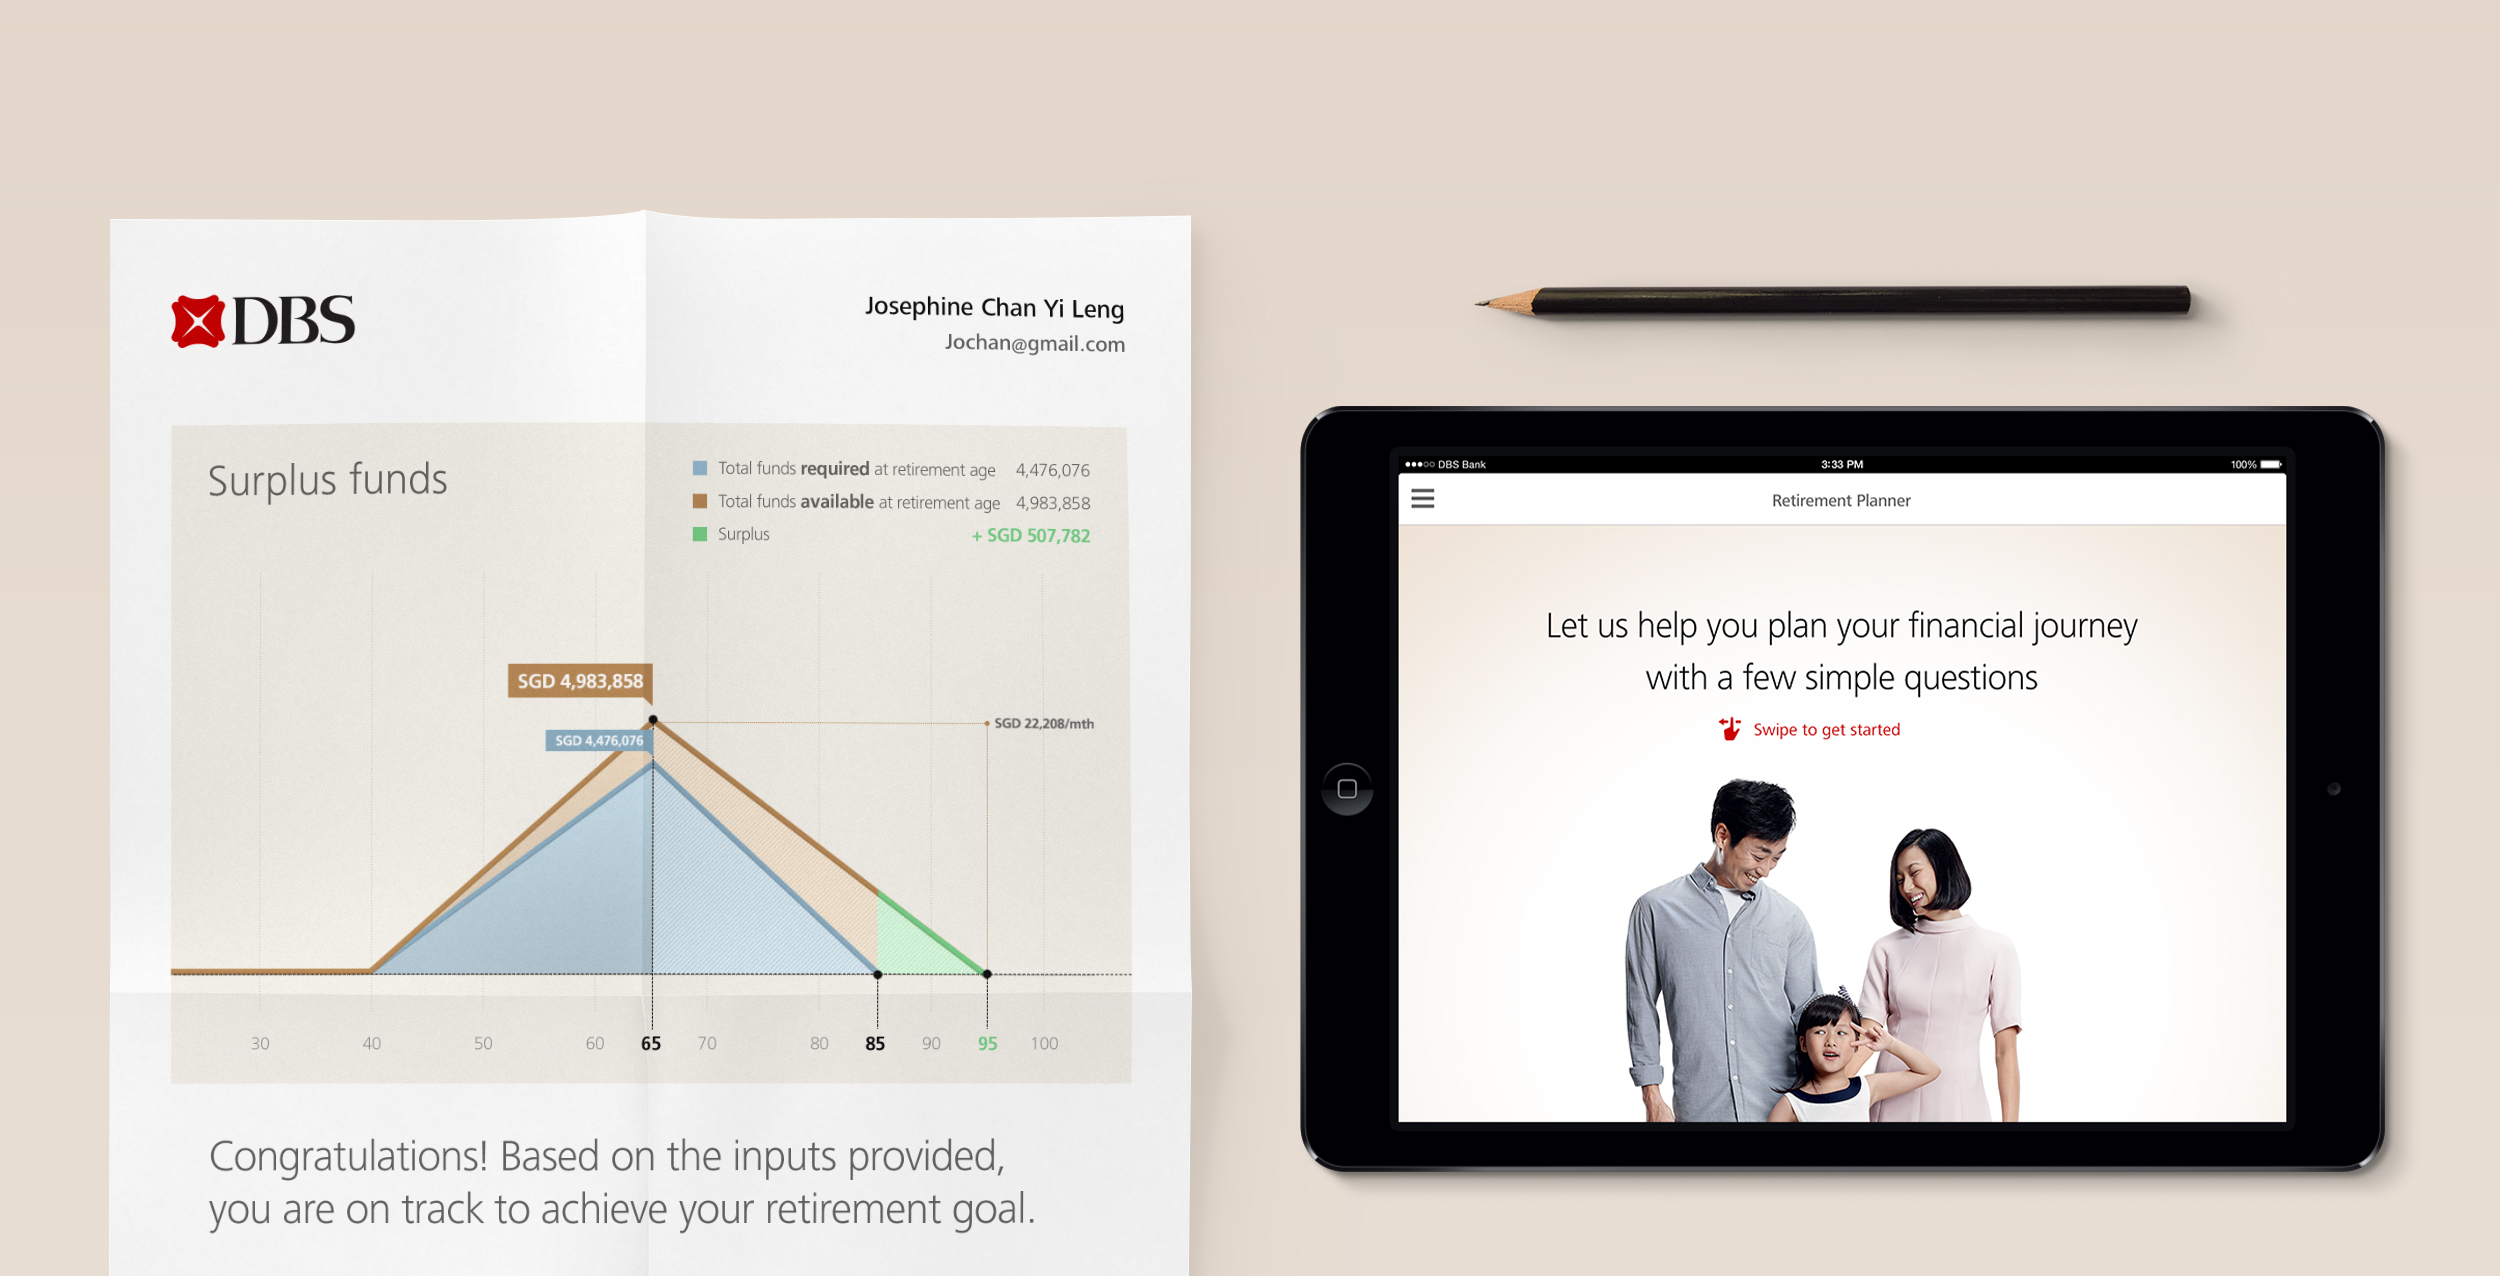 DBS
Josephine Chan Yi Leng
Jochan@gmail.com
Surplus funds
Total funds required at retirement age 4,476,076
Total funds available at retirement age 4,983,858
Surplus + SGD 507,782
SGD 4,983,858
SGD 22,208/mth
SGD 4,476,076
30 40 50 60 65 70 80 85 90 95 100
Congratulations! Based on the inputs provided,
you are on track to achieve your retirement goal.
DBS Bank 3:33 PM 100%
Retirement Planner
Let us help you plan your financial journey
with a few simple questions
Swipe to get started